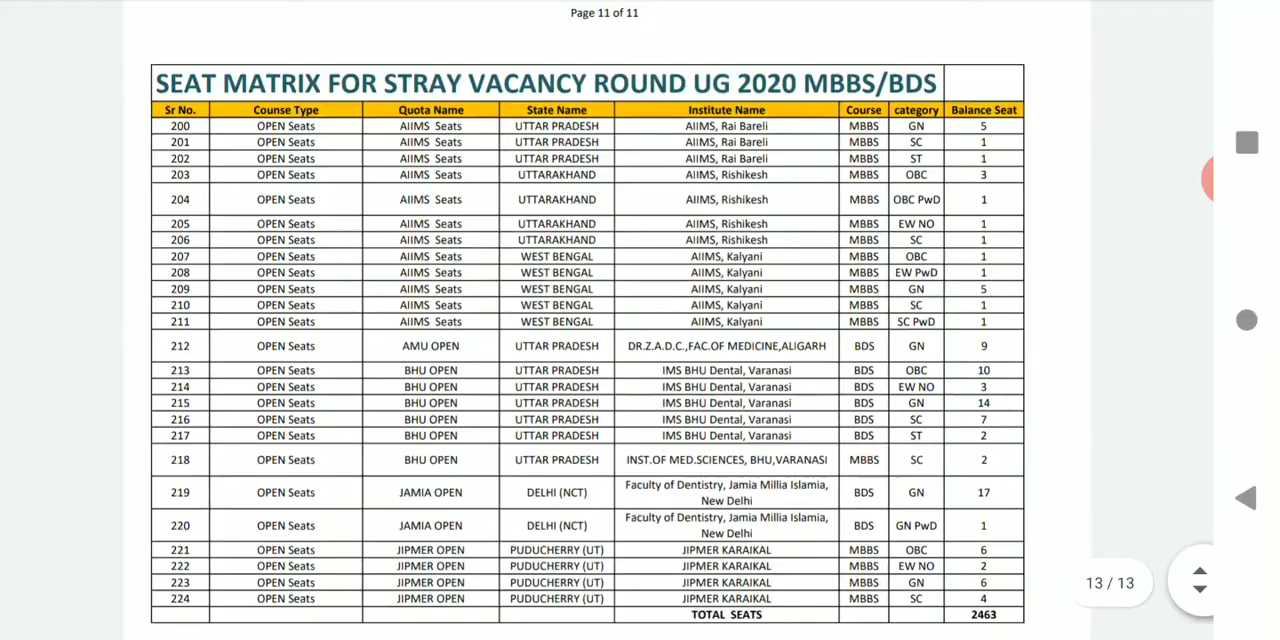 Page 11 of 11
SEAT MATRIX FOR STRAY VACANCY ROUND UG 2020 MBBS/BDS
Sr No. Counse Type Quota Name State Name Institute Name Course category Balance Seat
200 OPEN Seats AIIMS Seats UTTAR PRADESH AIIMS, Rai Bareli MBBS GN 5
201 OPEN Seats AIIMS Seats UTTAR PRADESH AIIMS, Rai Bareli MBBS SC 1
202 OPEN Seats AIIMS Seats UTTAR PRADESH AIIMS, Rai Bareli MBBS ST 1
203 OPEN Seats AIIMS Seats UTTARAKHAND AIIMS, Rishikesh MBBS OBC 3
204 OPEN Seats AIIMS Seats UTTARAKHAND AIIMS, Rishikesh MBBS OBC PwD 1
205 OPEN Seats AIIMS Seats UTTARAKHAND AIIMS, Rishikesh MBBS EW NO 1
206 OPEN Seats AIIMS Seats UTTARAKHAND AIIMS, Rishikesh MBBS SC 1
207 OPEN Seats AIIMS Seats WEST BENGAL AIIMS, Kalyani MBBS OBC 1
208 OPEN Seats AIIMS Seats WEST BENGAL AIIMS, Kalyani MBBS EW PwD 1
209 OPEN Seats AIIMS Seats WEST BENGAL AIIMS, Kalyani MBBS GN 5
210 OPEN Seats AIIMS Seats WEST BENGAL AIIMS, Kalyani MBBS SC 1
211 OPEN Seats AIIMS Seats WEST BENGAL AIIMS, Kalyani MBBS SC PwD 1
212 OPEN Seats AMU OPEN UTTAR PRADESH DR.Z.A.D.C.,FAC.OF MEDICINE,ALIGARH BDS GN 9
213 OPEN Seats BHU OPEN UTTAR PRADESH IMS BHU Dental, Varanasi BDS OBC 10
214 OPEN Seats BHU OPEN UTTAR PRADESH IMS BHU Dental, Varanasi BDS EW NO 3
215 OPEN Seats BHU OPEN UTTAR PRADESH IMS BHU Dental, Varanasi BDS GN 14
216 OPEN Seats BHU OPEN UTTAR PRADESH IMS BHU Dental, Varanasi BDS SC 7
217 OPEN Seats BHU OPEN UTTAR PRADESH IMS BHU Dental, Varanasi BDS ST 2
218 OPEN Seats BHU OPEN UTTAR PRADESH INST.OF MED.SCIENCES, BHU,VARANASI MBBS SC 2
Faculty of Dentistry, Jamia Millia Islamia,
219 OPEN Seats JAMIA OPEN DELHI (NCT) BDS GN 17
New Delhi
Faculty of Dentistry, Jamia Millia Islamia,
220 OPEN Seats JAMIA OPEN DELHI (NCT) BDS GN PwD 1
New Delhi
221 OPEN Seats JIPMER OPEN PUDUCHERRY (UT) JIPMER KARAIKAL MBBS OBC 6
222 OPEN Seats JIPMER OPEN PUDUCHERRY (UT) JIPMER KARAIKAL MBBS EW NO 2
223 OPEN Seats JIPMER OPEN PUDUCHERRY (UT) JIPMER KARAIKAL MBBS GN 6
224 OPEN Seats JIPMER OPEN PUDUCHERRY (UT) JIPMER KARAIKAL MBBS SC 4
TOTAL SEATS 2463
13 / 13